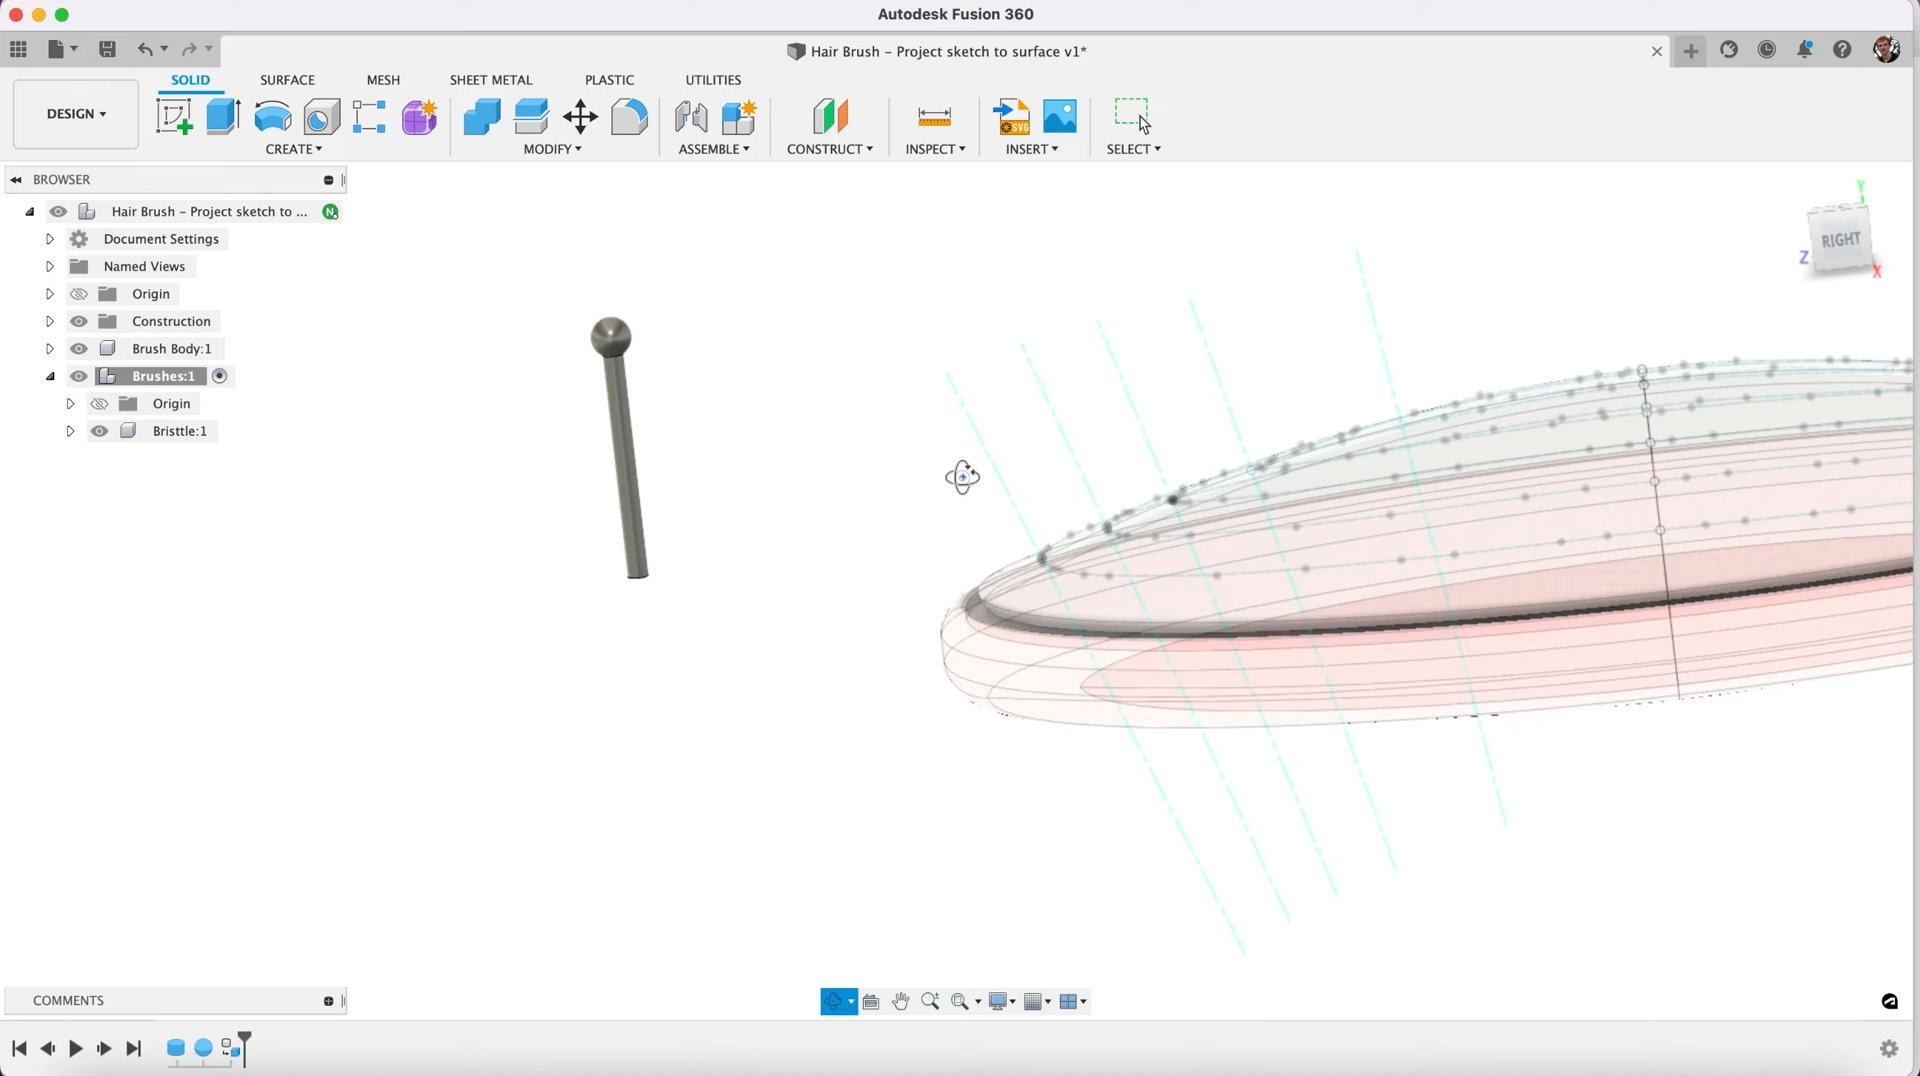 Autodesk Fusion 360
Hair Brush - Project sketch to surface v1*
DESIGN
SOLID
SURFACE
MESH
SHEET METAL
PLASTIC
UTILITIES
CREATE
MODIFY
ASSEMBLE
CONSTRUCT
INSPECT
INSERT
SVG
SELECT
BROWSER
Hair Brush - Project sketch to ...
N
Document Settings
Named Views
Origin
Construction
Brush Body:1
Brushes:1
Origin
Bristtle:1
Y
RIGHT
Z
X
COMMENTS